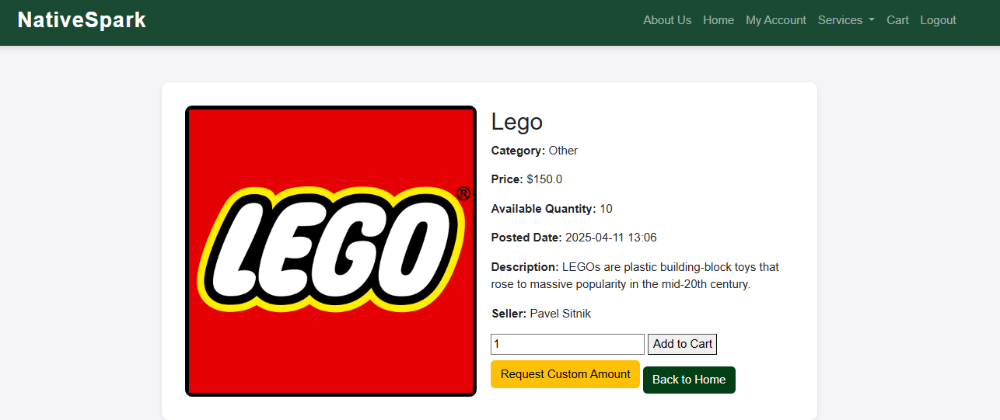 NativeSpark
About Us Home My Account Services Cart Logout
LEGO®
Lego
Category: Other
Price: $150.0
Available Quantity: 10
Posted Date: 2025-04-11 13:06
Description: LEGOs are plastic building-block toys that
rose to massive popularity in the mid-20th century.
Seller: Pavel Sitnik
1 Add to Cart
Request Custom Amount Back to Home